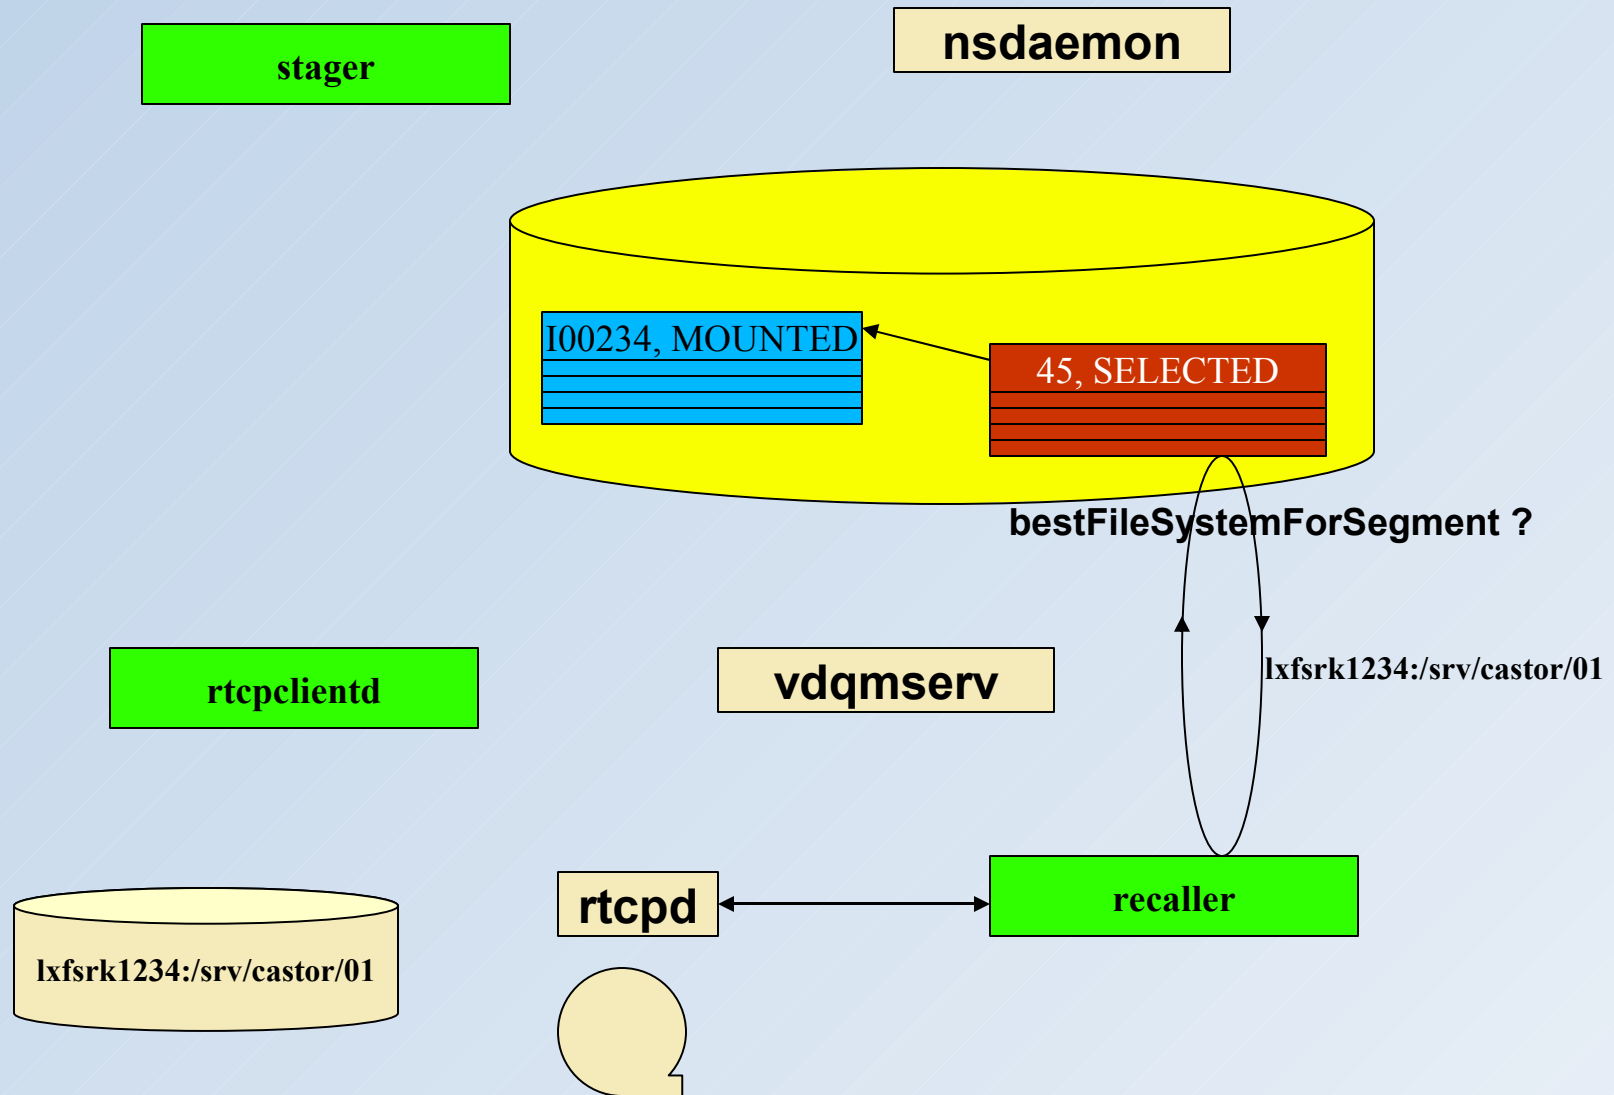 nsdaemon
stager
I00234, MOUNTED
45, SELECTED
bestFileSystemForSegment ?
lxfsrk1234:/srv/castor/01
rtcpclientd
vdqmserv
rtcpd
recaller
lxfsrk1234:/srv/castor/01